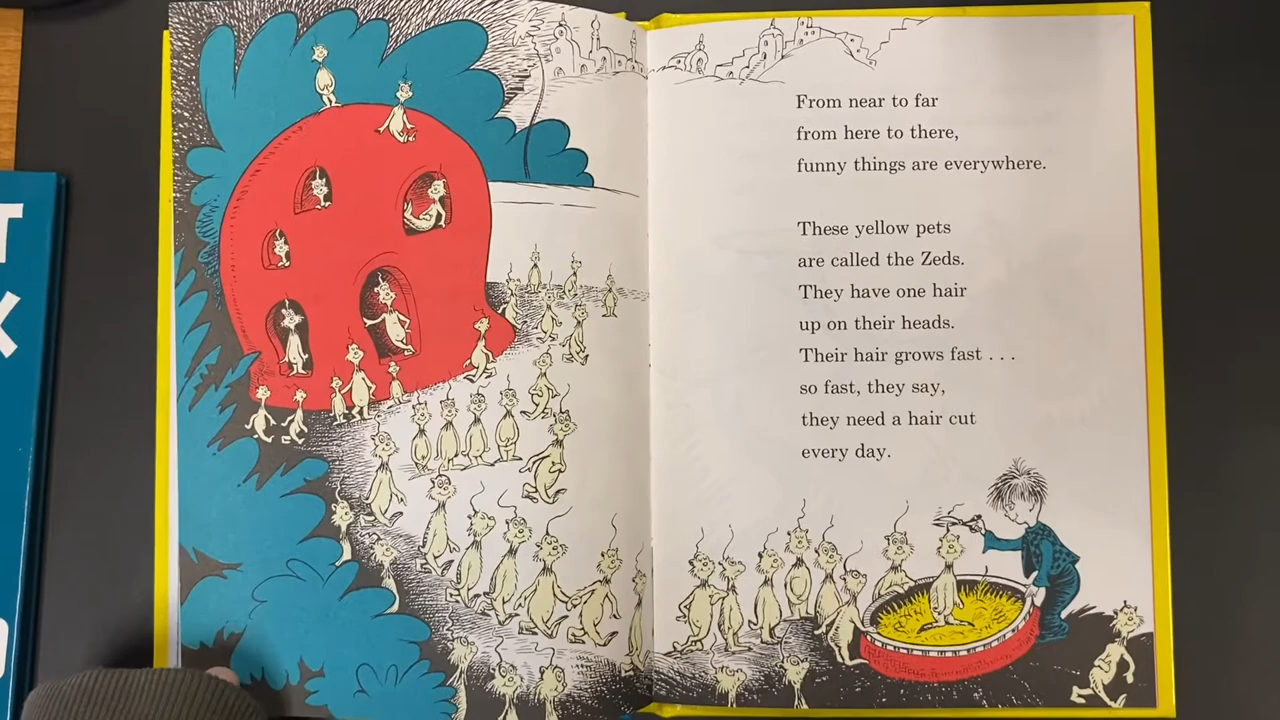 From near to far
from here to there,
funny things are everywhere.
These yellow pets
are called the Zeds.
They have one hair
up on their heads.
Their hair grows fast . . .
so fast, they say,
they need a hair cut
every day.